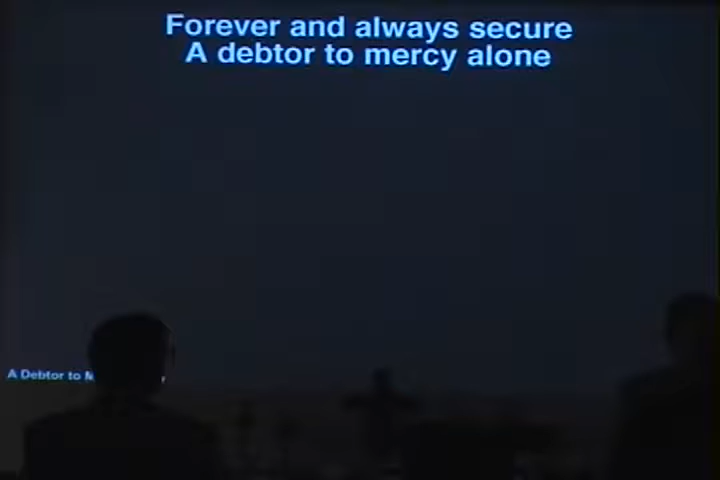 Forever and always secure
A debtor to mercy alone
A Debtor to